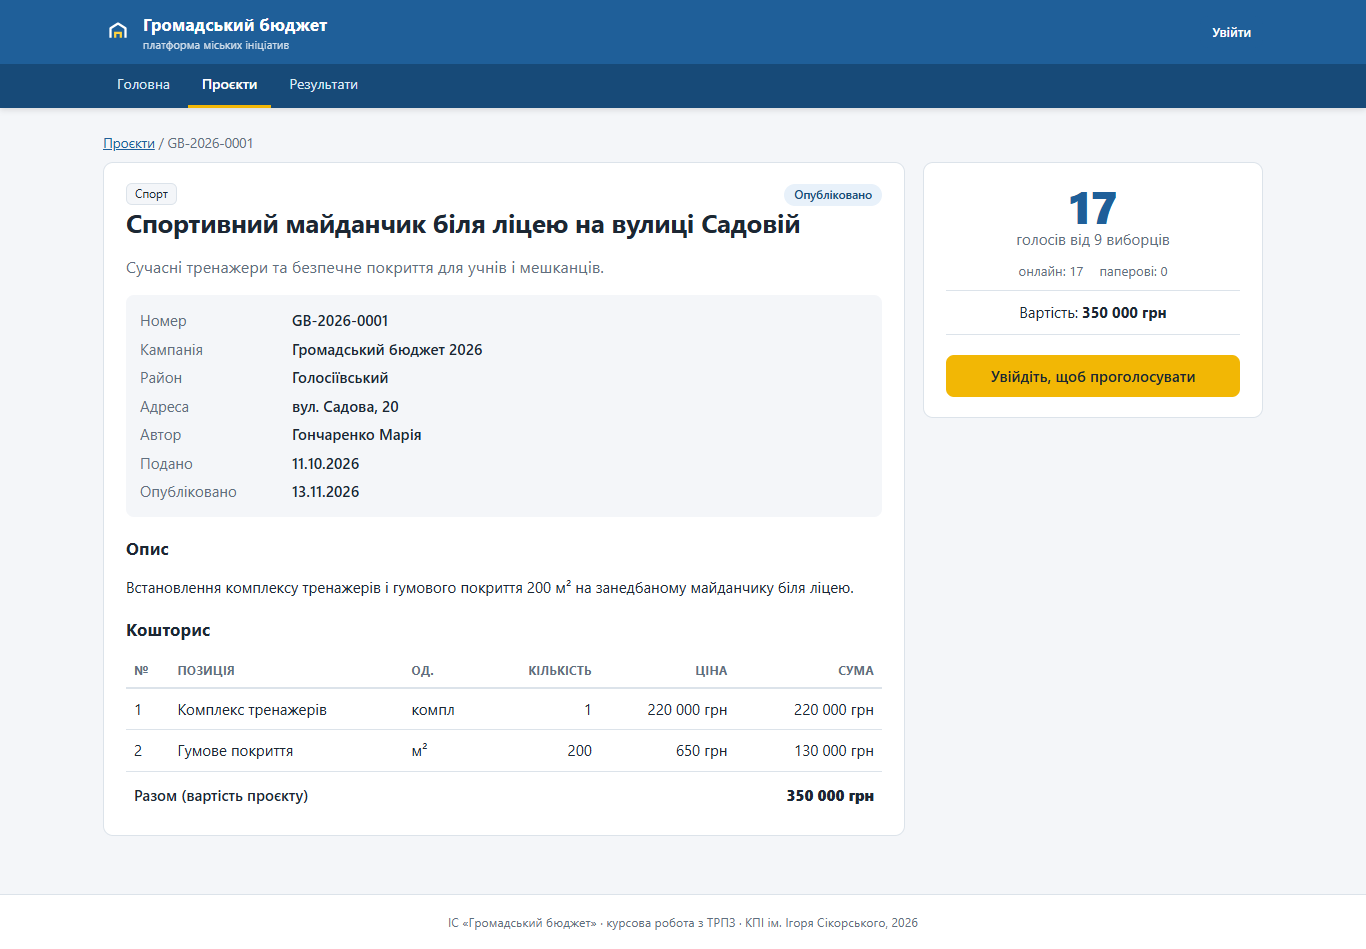 Громадський бюджет
платформа міських ініціатив
Увійти
Головна Проєкти Результати
Проєкти / GB-2026-0001
Спорт
Опубліковано
Спортивний майданчик біля ліцею на вулиці Садовій
Сучасні тренажери та безпечне покриття для учнів і мешканців.
Номер GB-2026-0001
Кампанія Громадський бюджет 2026
Район Голосіївський
Адреса вул. Садова, 20
Автор Гончаренко Марія
Подано 11.10.2026
Опубліковано 13.11.2026
Опис
Встановлення комплексу тренажерів і гумового покриття 200 м² на занедбаному майданчику біля ліцею.
Кошторис
№ ПОЗИЦІЯ ОД. КІЛЬКІСТЬ ЦІНА СУМА
1 Комплекс тренажерів компл 1 220 000 грн 220 000 грн
2 Гумове покриття м² 200 650 грн 130 000 грн
Разом (вартість проєкту) 350 000 грн
17
голосів від 9 виборців
онлайн: 17 паперові: 0
Вартість: 350 000 грн
Увійдіть, щоб проголосувати
ІС «Громадський бюджет» · курсова робота з ТРПЗ · КПІ ім. Ігоря Сікорського, 2026